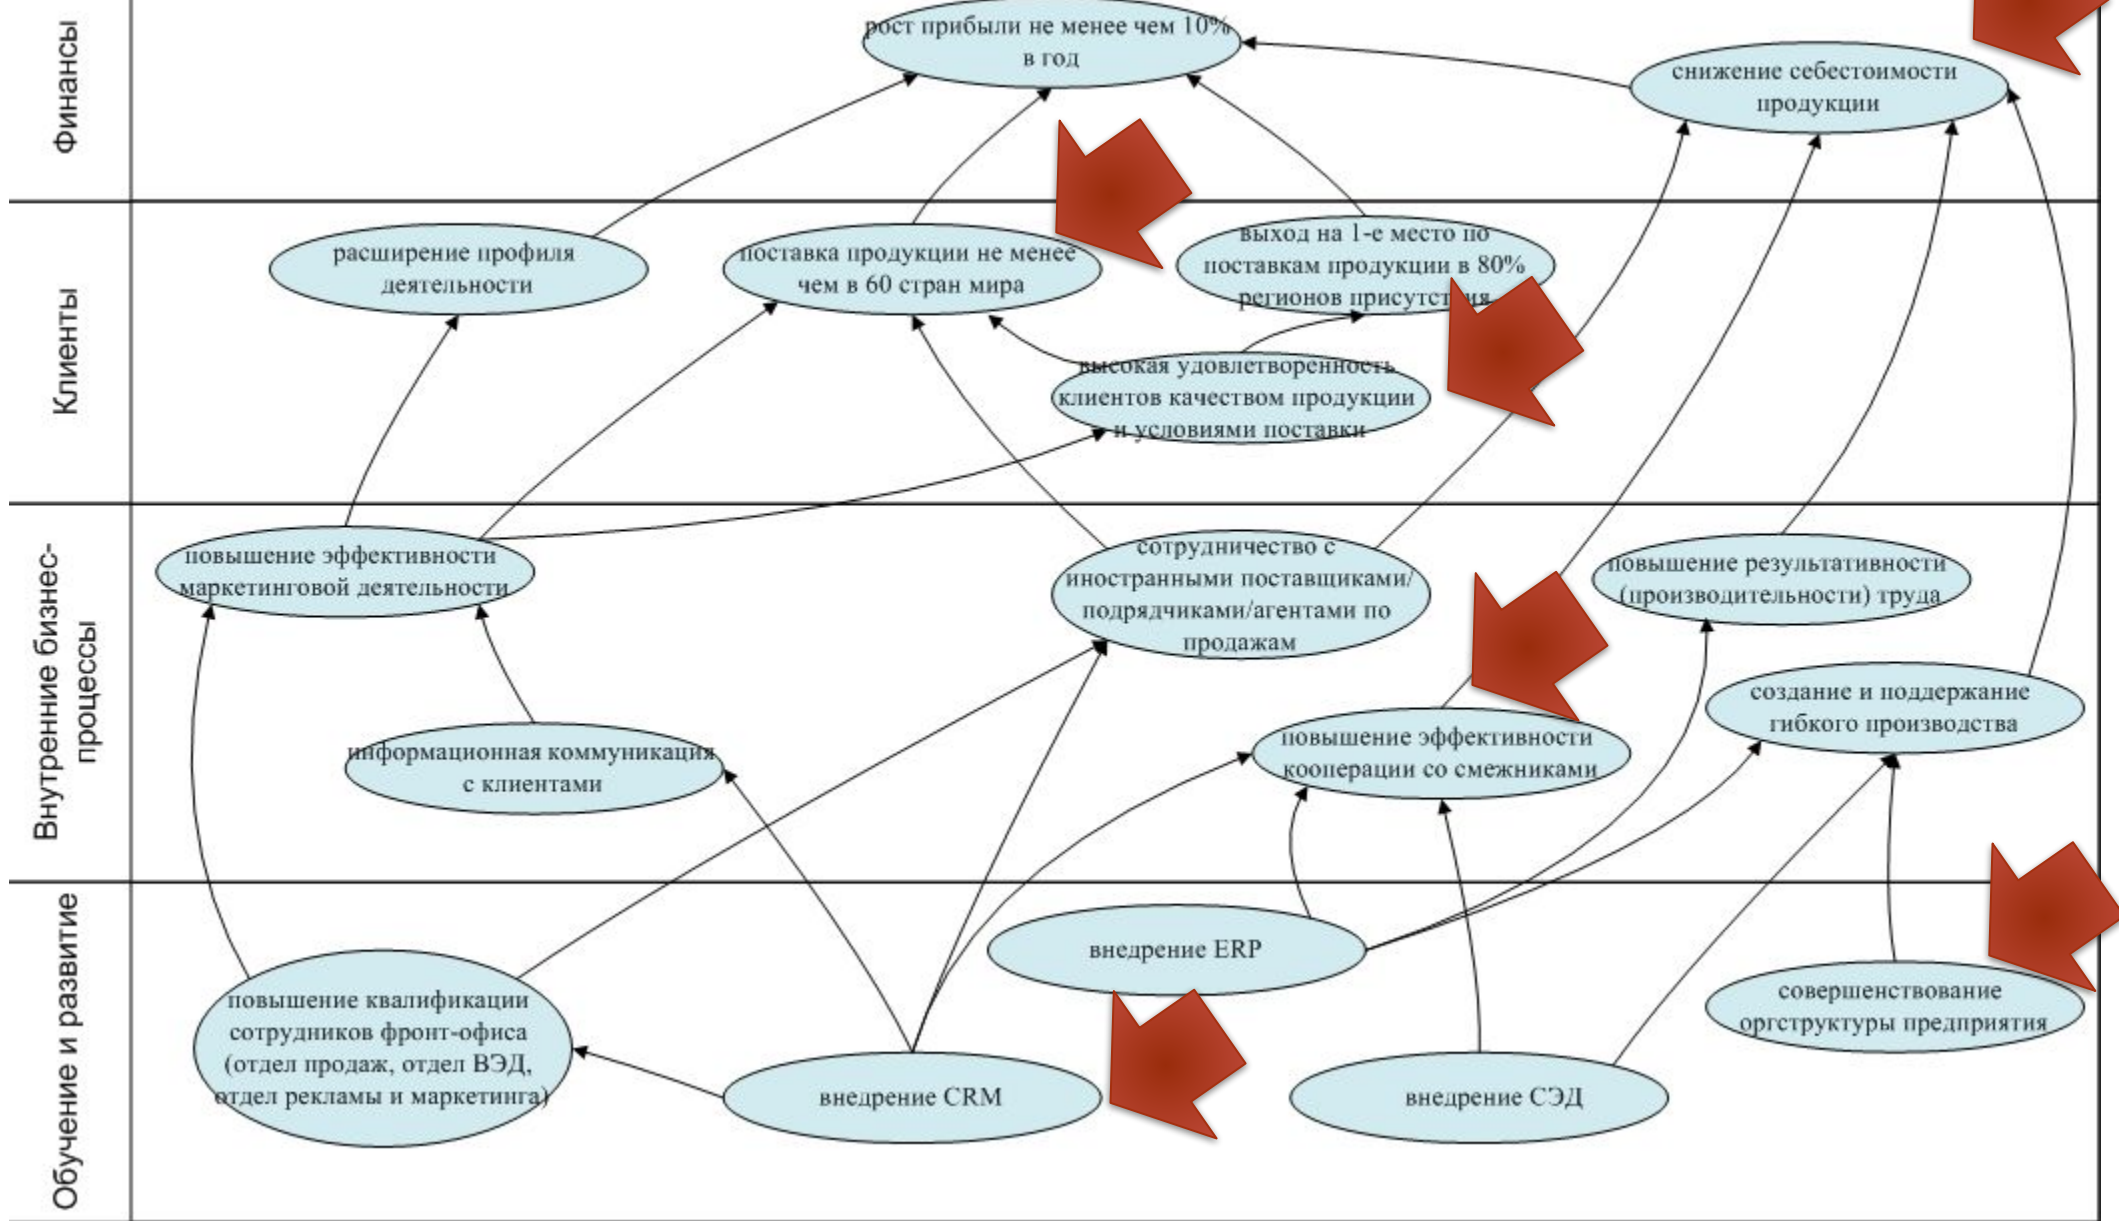 Финансы
рост прибыли не менее чем 10%
в год
снижение себестоимости
продукции
Клиенты
расширение профиля
деятельности
поставка продукции не менее
чем в 60 стран мира
выход на 1-е место по
поставкам продукции в 80%
регионов присутствия
высокая удовлетворенность
клиентов качеством продукции
и условиями поставки
Внутренние бизнес-
процессы
повышение эффективности
маркетинговой деятельности
сотрудничество с
иностранными поставщиками/
подрядчиками/агентами по
продажам
повышение результативности
(производительности) труда
создание и поддержание
гибкого производства
информационная коммуникация
с клиентами
повышение эффективности
кооперации со смежниками
Обучение и развитие
повышение квалификации
сотрудников фронт-офиса
(отдел продаж, отдел ВЭД,
отдел рекламы и маркетинга)
внедрение ERP
внедрение CRM
внедрение СЭД
совершенствование
оргструктуры предприятия